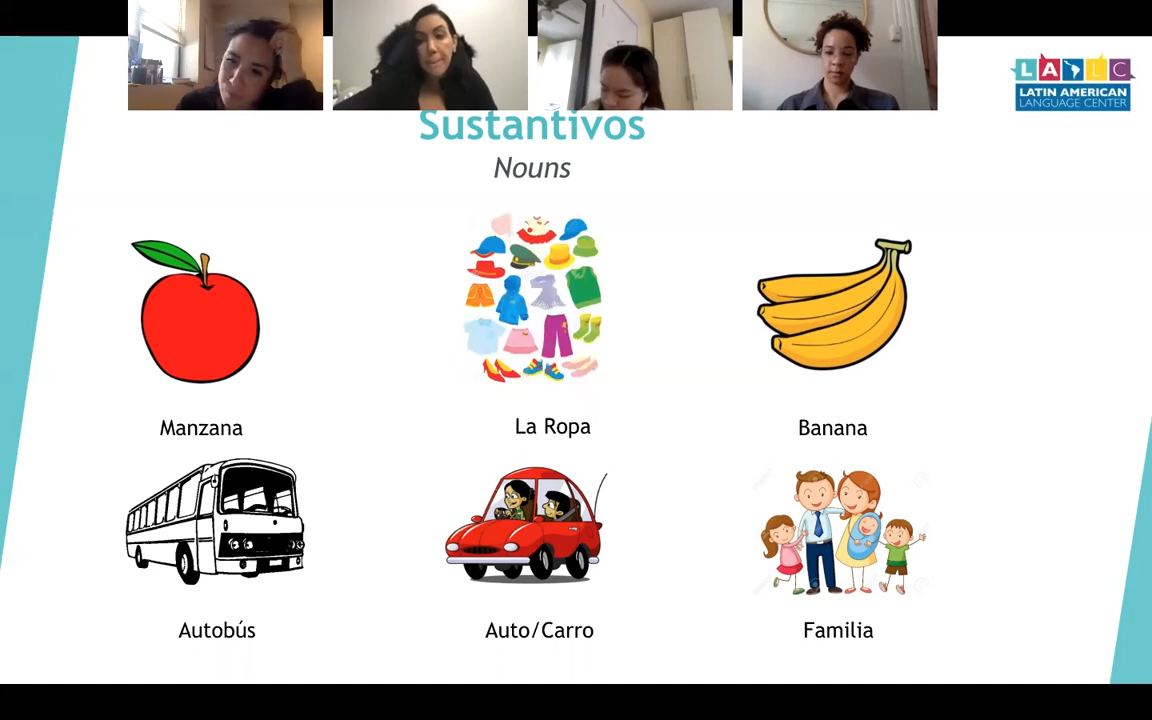 LALC
LATIN AMERICAN
LANGUAGE CENTER
Sustantivos
Nouns
Manzana
La Ropa
Banana
Autobús
Auto/Carro
Familia